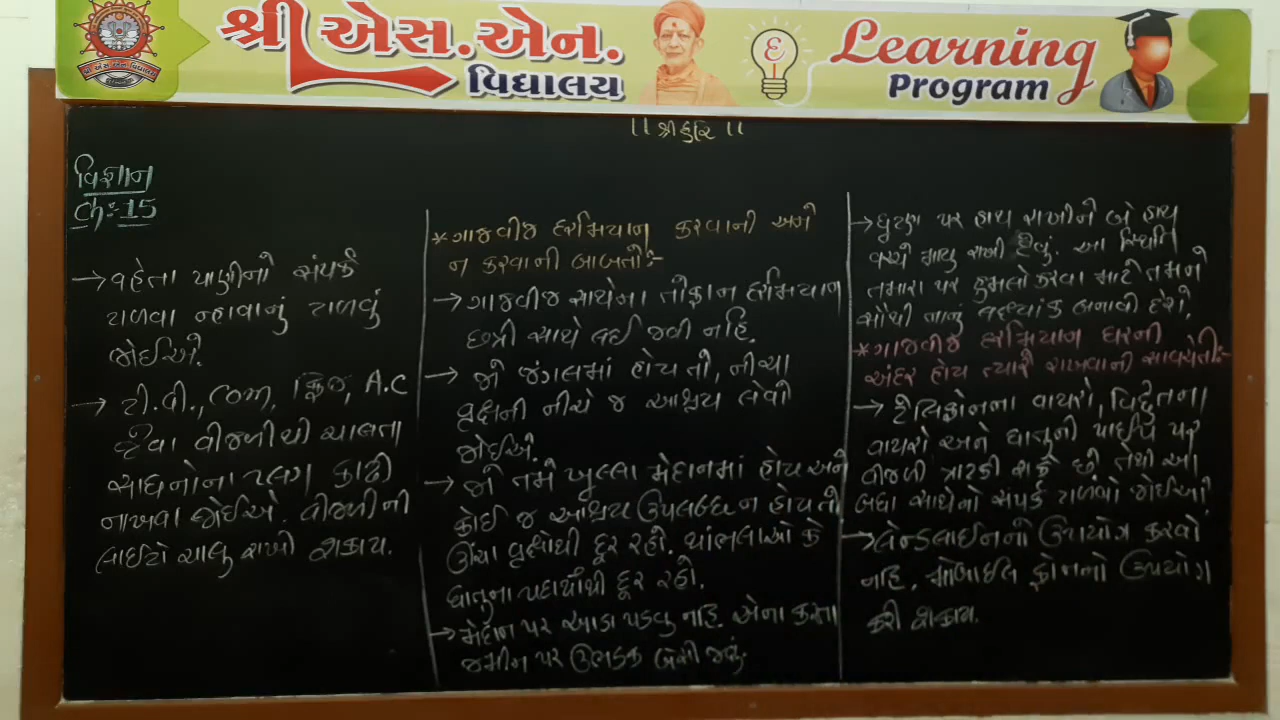 શ્રી એસ.એન.
વિદ્યાલય
Learning
Program
શ્રી એસ એન વિદ્યાલય
।। શ્રીહરિ ।।
વિજ્ઞાન
Ch:-15
→ વહેતા પાણીનો સંપર્ક
ટાળવા ન્હાવાનું ટાળવું
જોઈએ.
→ ટી.વી., com, ફ્રિજ, A.C
જેવા વીજળીથી ચાલતા
સાધનોના પ્લગ કાઢી
નાખવા જોઈએ. વીજળીની
લાઈટો ચાલુ રાખી શકાય.
* ગાજવીજ દરમિયાન કરવાની અને
ન કરવાની બાબતો:-
→ ગાજવીજ સાથેના તોફાન દરમિયાન
છત્રી સાથે લઈ જવી નહિ.
→ જો જંગલમાં હોય તો, નીચા
વૃક્ષની નીચે જ આશ્રય લેવો
જોઈએ.
→ જો તમે ખુલ્લા મેદાનમાં હોય અને
કોઈ જ આશ્રય ઉપલબ્ધ ન હોય તો
ઊંચા વૃક્ષોથી દૂર રહો. થાંભલાઓ કે
ધાતુના પદાર્થોથી દૂર રહો.
→ મેદાન પર આડા પડવુ નહિ. એના કરતા
જમીન પર ઉભડક બેસી જવું.
→ ઘૂંટણ પર હાથ રાખીને બે હાથ
વચ્ચે માથુ રાખી દેવું. આ સ્થિતિ
તમારા પર હુમલો કરવા માટે તમને
સૌથી નાનું લક્ષ્યાંક બનાવી દેશે.
* ગાજવીજ દરમિયાન ઘરની
અંદર હોય ત્યારે રાખવાની સાવચેતી:-
→ ટેલિફોનના વાયરો, વિદ્યુતના
વાયરો અને ધાતુની પાઈપ પર
વીજળી ત્રાટકી શકે છે. તેથી આ
બધા સાધનો સંપર્ક ટાળવો જોઈએ.
→ લેન્ડલાઈનનો ઉપયોગ કરવો
નહિ. મોબાઈલ ફોનનો ઉપયોગ
કરી શકાય.